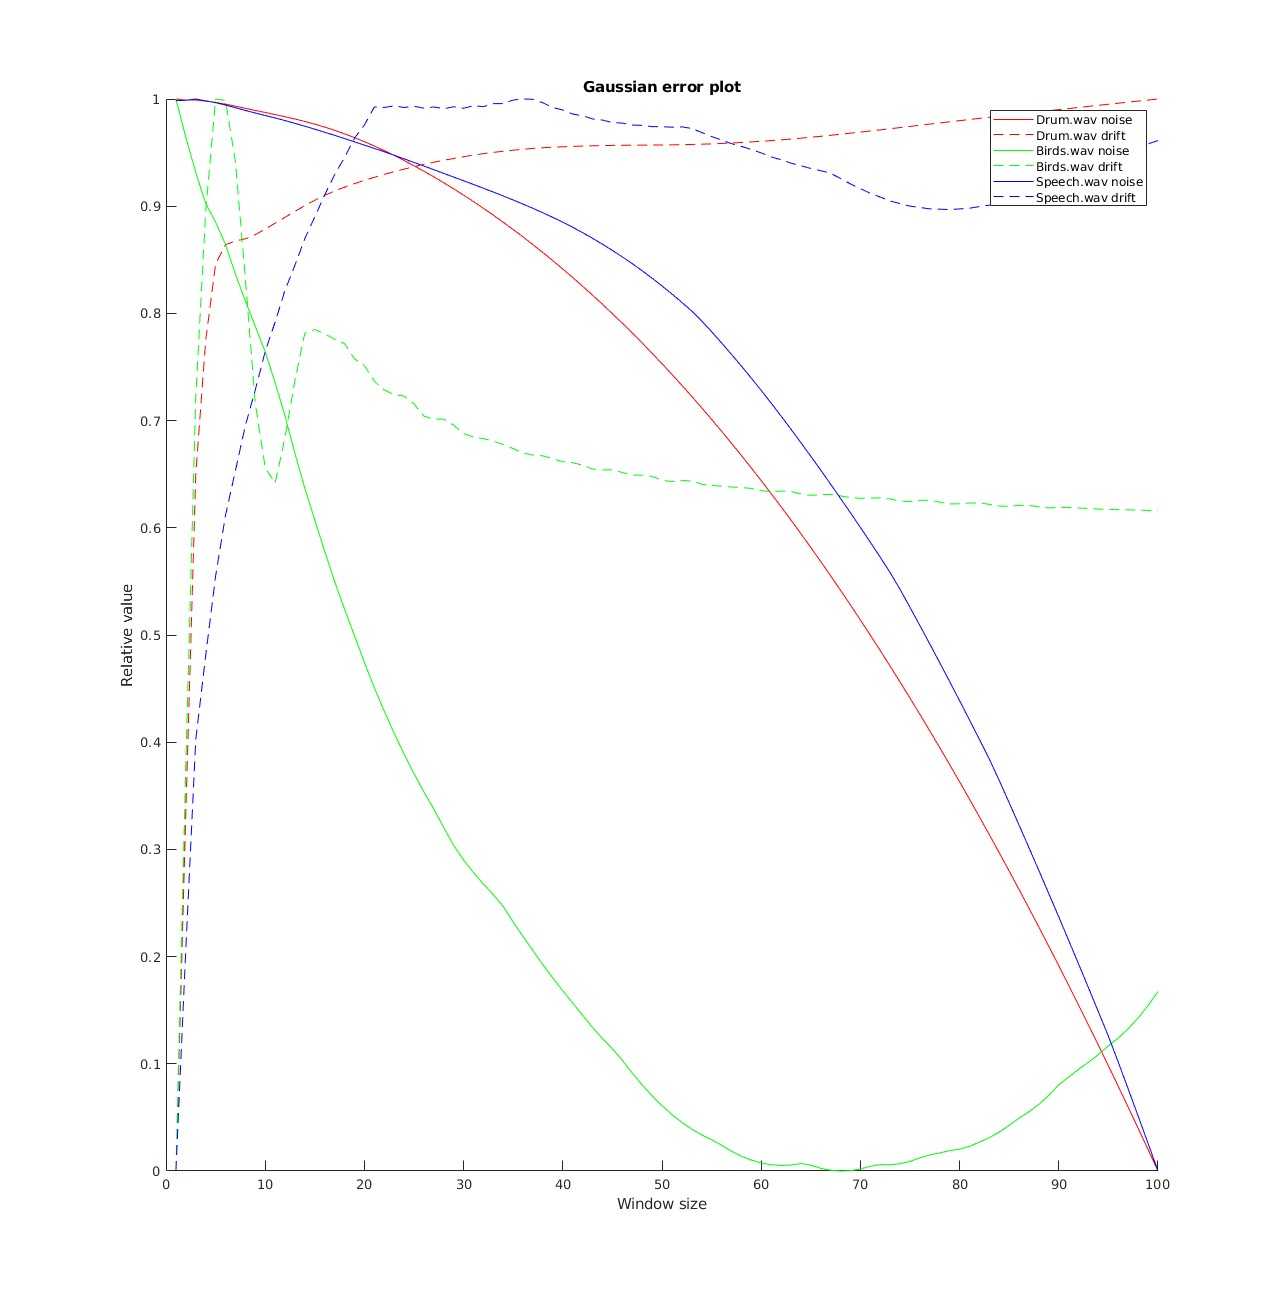 Gaussian error plot
1
0.9
0.8
0.7
0.6
0.5
0.4
0.3
0.2
0.1
0
Relative value
Drum.wav noise
Drum.wav drift
Birds.wav noise
Birds.wav drift
Speech.wav noise
Speech.wav drift
0 10 20 30 40 50 60 70 80 90 100
Window size